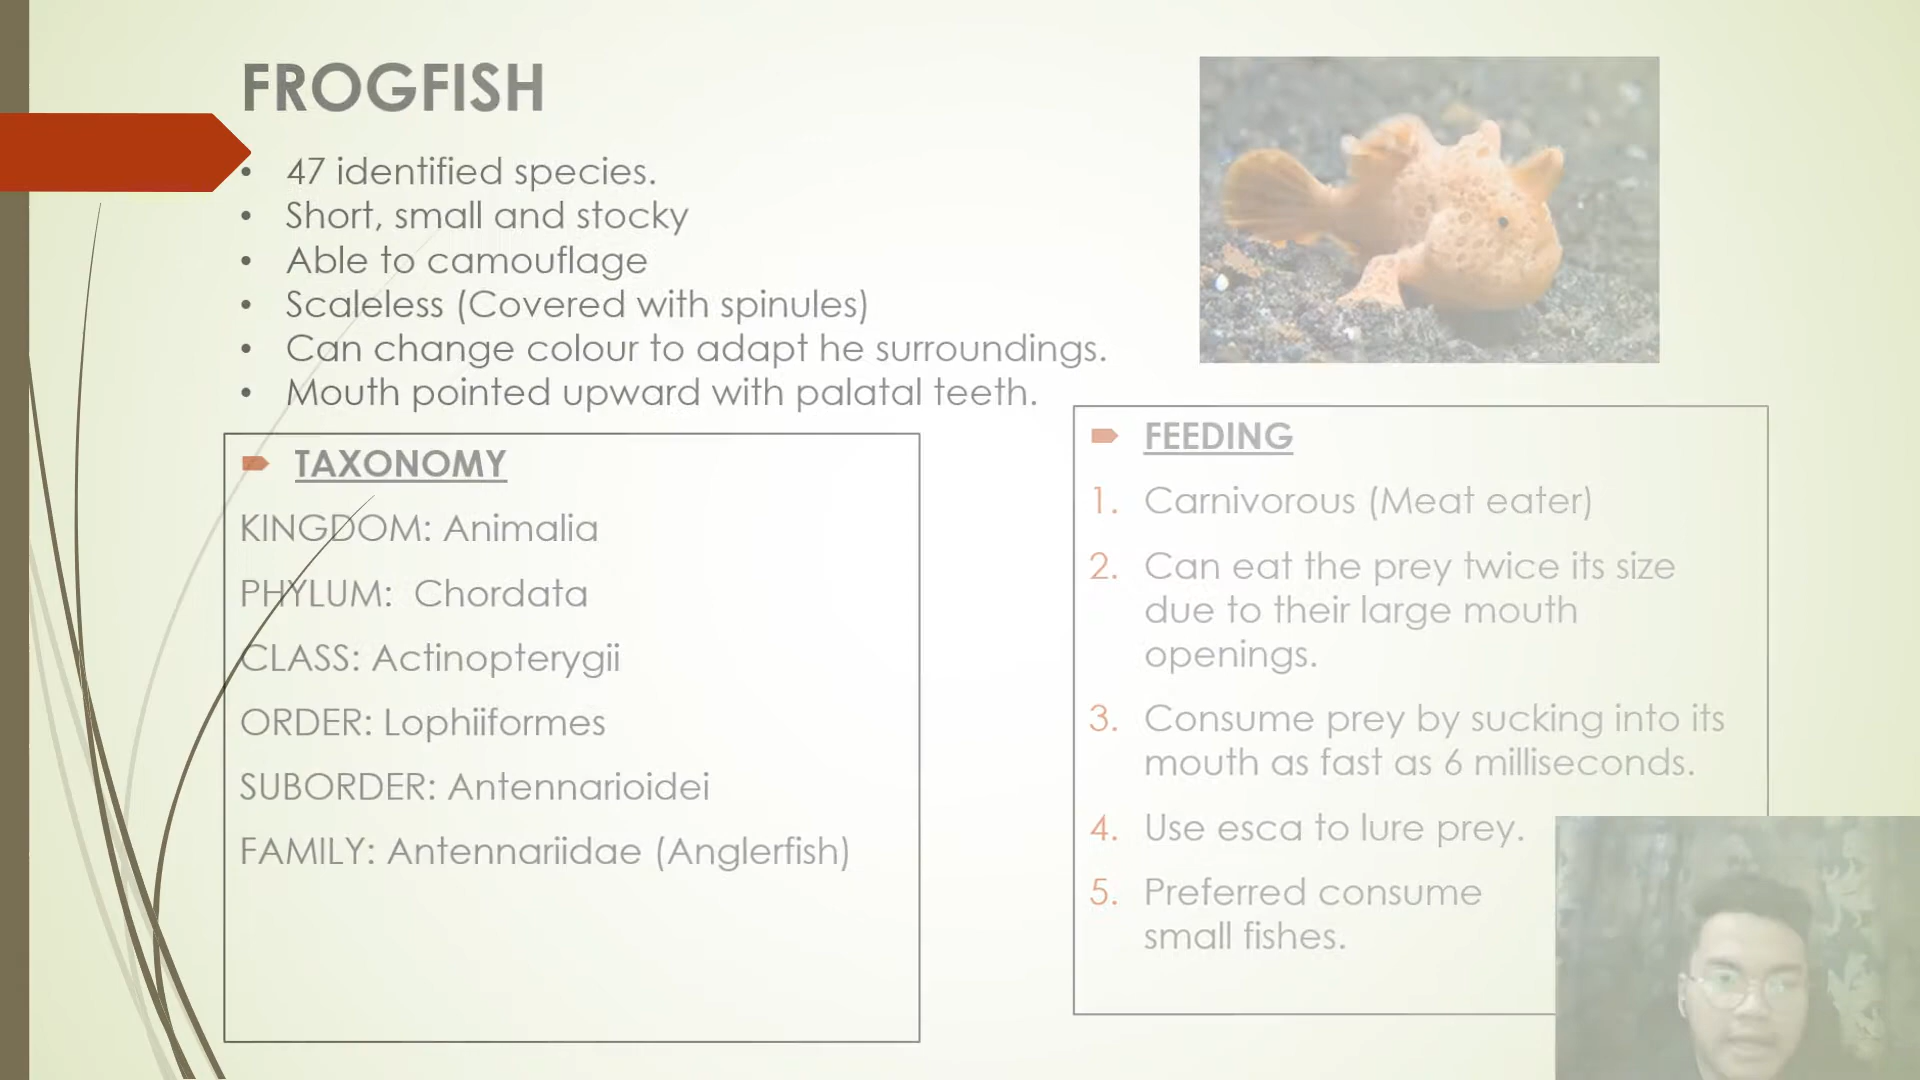 FROGFISH
• 47 identified species.
• Short, small and stocky
• Able to camouflage
• Scaleless (Covered with spinules)
• Can change colour to adapt he surroundings.
• Mouth pointed upward with palatal teeth.
TAXONOMY
KINGDOM: Animalia
PHYLUM: Chordata
CLASS: Actinopterygii
ORDER: Lophiiformes
SUBORDER: Antennarioidei
FAMILY: Antennariidae (Anglerfish)
FEEDING
1. Carnivorous (Meat eater)
2. Can eat the prey twice its size
due to their large mouth
openings.
3. Consume prey by sucking into its
mouth as fast as 6 milliseconds.
4. Use esca to lure prey.
5. Preferred consume
small fishes.